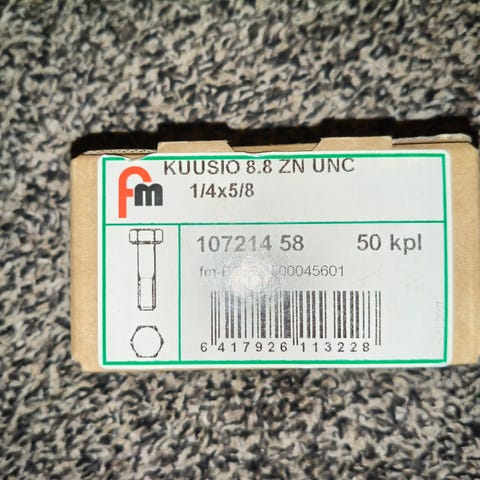 fm
KUUSIO 8.8 ZN UNC
1/4x5/8
107214 58 50 kpl
6 417926 113228